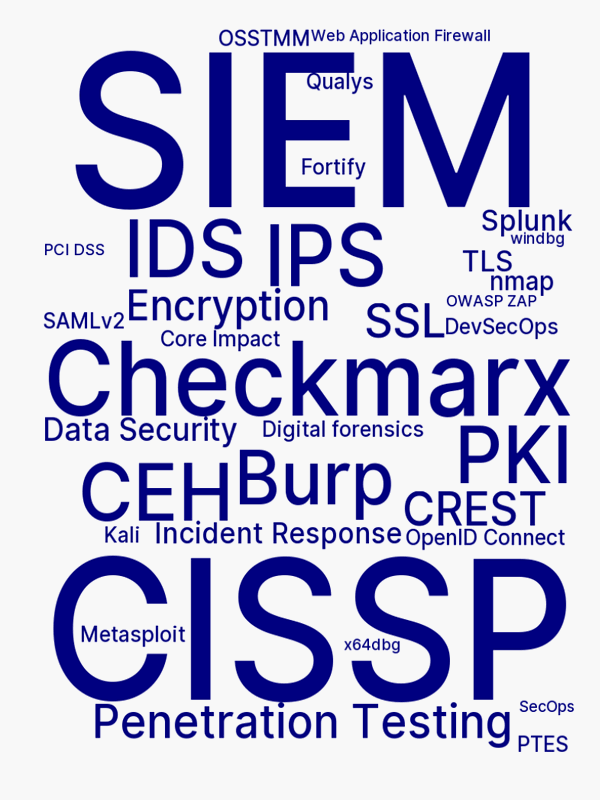 OSSTMM Web Application Firewall
SIEM
Qualys
Fortify
Splunk
windbg
PCI DSS
IDS IPS
TLS
nmap
Encryption
OWASP ZAP
SAMLv2
SSL
DevSecOps
Core Impact
Checkmarx
Data Security
Digital forensics
PKI
CEH
Burp
CREST
Kali
Incident Response
OpenID Connect
CISSP
Metasploit
x64dbg
Penetration Testing
SecOps
PTES